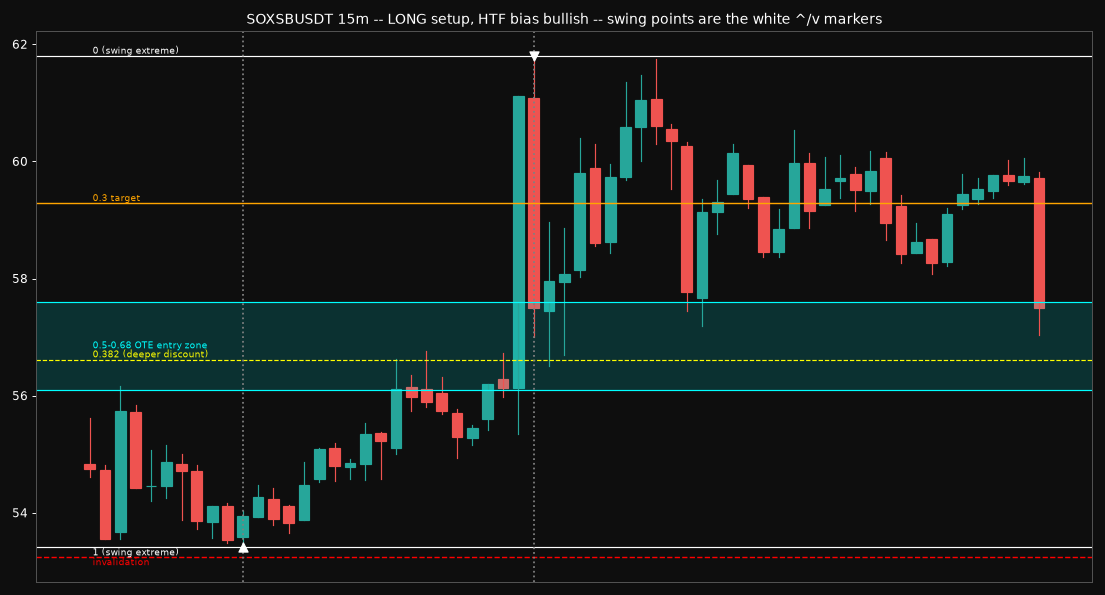 SOXSBUSDT 15m -- LONG setup, HTF bias bullish -- swing points are the white ^/v markers
62
0 (swing extreme)
60
0.3 target
58
0.5-0.68 OTE entry zone
0.382 (deeper discount)
56
54
1 (swing extreme)
invalidation